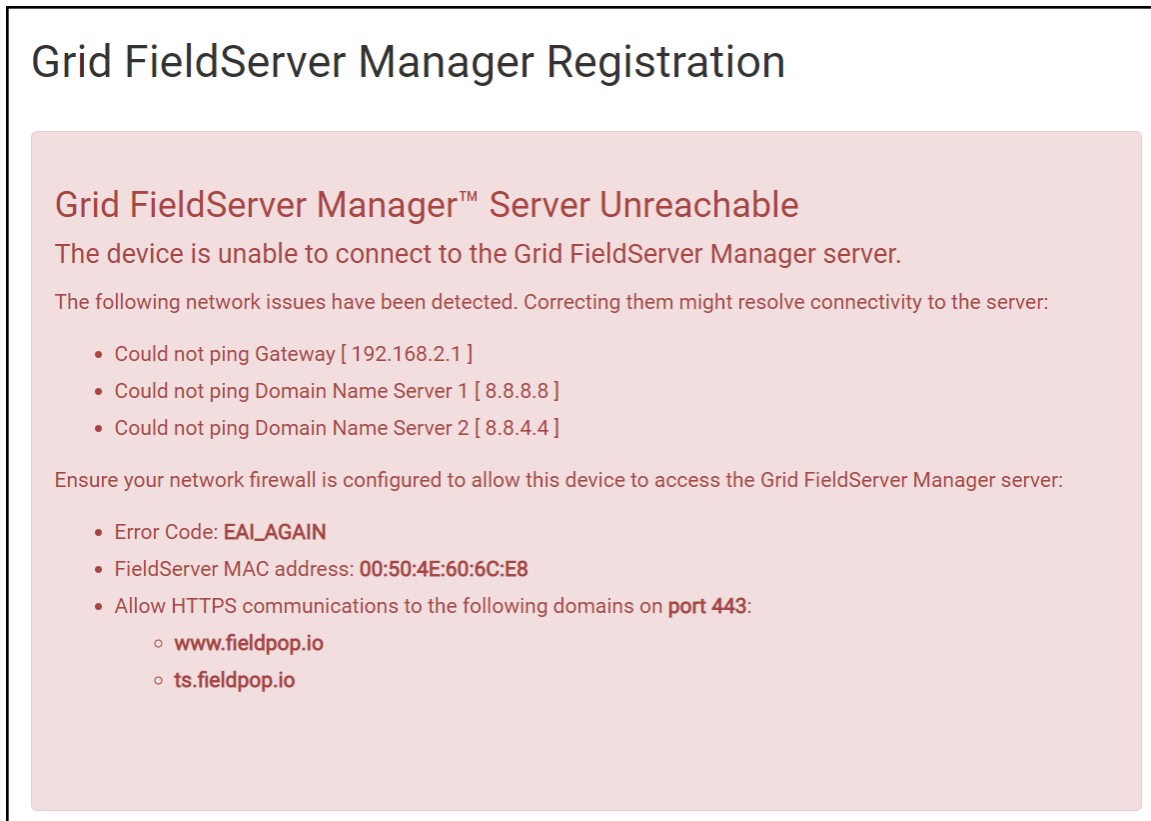 Grid FieldServer Manager Registration
Grid FieldServer Manager™ Server Unreachable
The device is unable to connect to the Grid FieldServer Manager server.
The following network issues have been detected. Correcting them might resolve connectivity to the server:
• Could not ping Gateway [ 192.168.2.1 ]
• Could not ping Domain Name Server 1 [ 8.8.8.8 ]
• Could not ping Domain Name Server 2 [ 8.8.4.4 ]
Ensure your network firewall is configured to allow this device to access the Grid FieldServer Manager server:
• Error Code: EAI_AGAIN
• FieldServer MAC address: 00:50:4E:60:6C:E8
• Allow HTTPS communications to the following domains on port 443:
◦ www.fieldpop.io
◦ ts.fieldpop.io